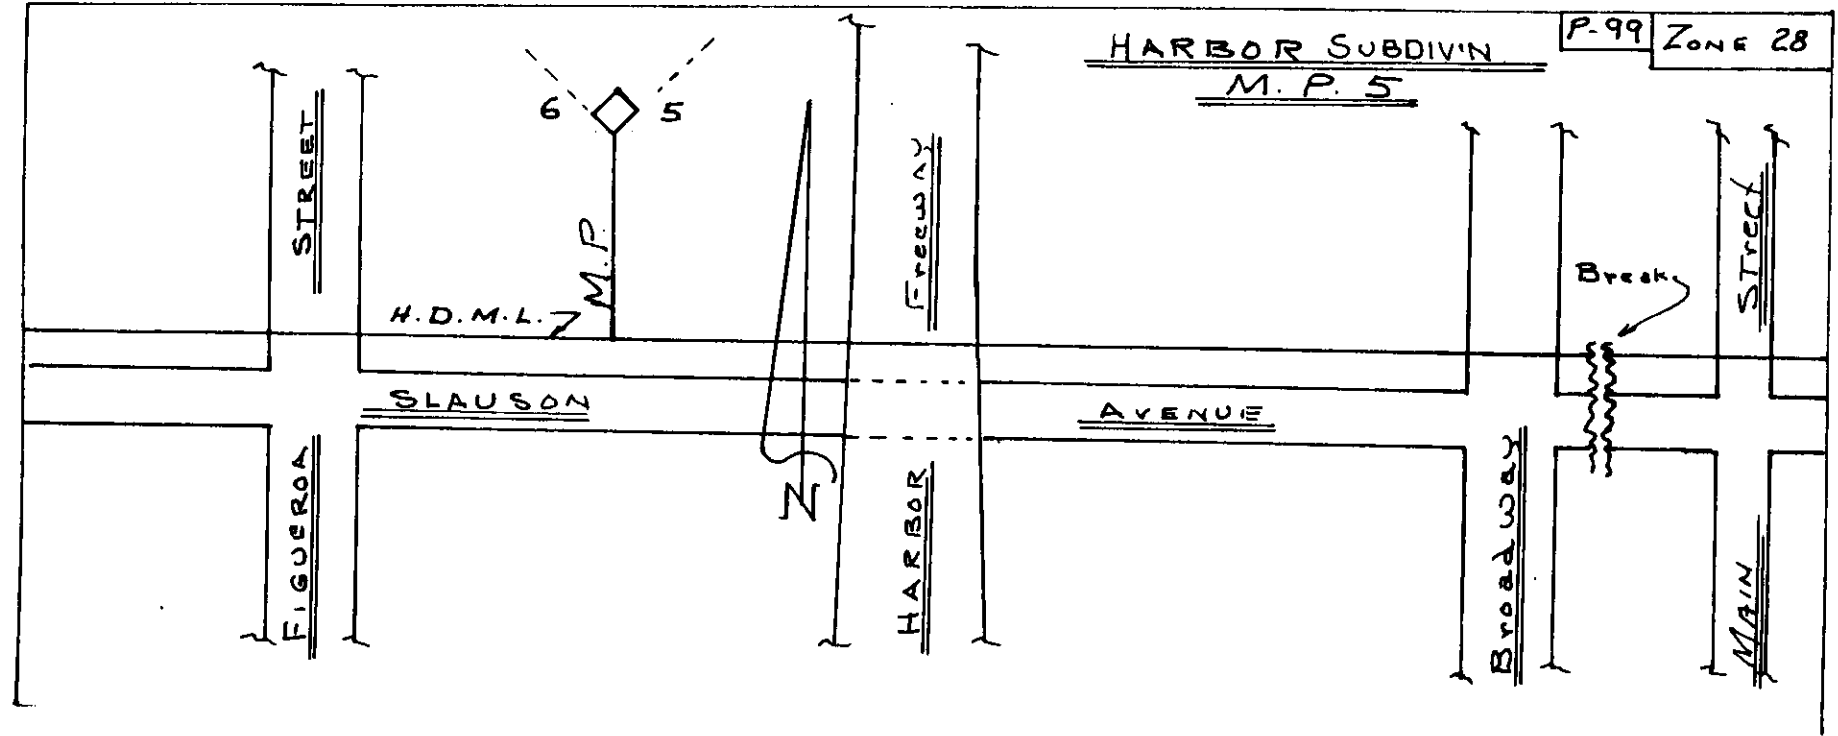 P-99
ZONE 28
HARBOR SUBDIV'N
M. P. 5
6
5
STREET
FIGUEROA
M.P
H.D.M.L.
Freeway
HARBOR
Break
STreet
MAIN
SLAUSON
AVENUE
Broadway
N